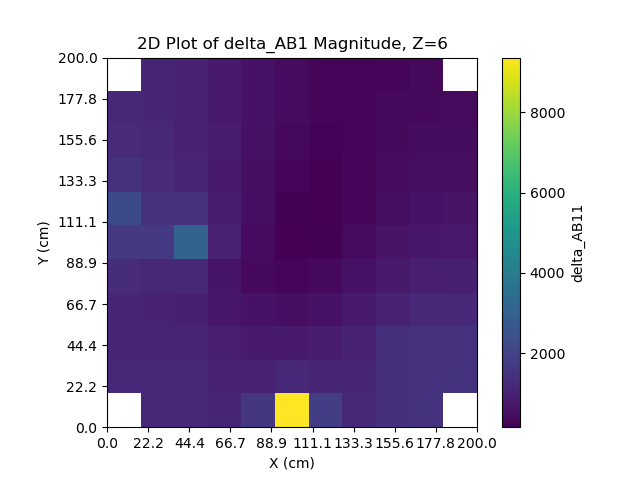 2D Plot of delta_AB1 Magnitude, Z=6
200.0
177.8
155.6
133.3
111.1
88.9
66.7
44.4
22.2
0.0
Y (cm)
0.0 22.2 44.4 66.7 88.9 111.1 133.3 155.6 177.8 200.0
X (cm)
8000
6000
4000
2000
delta_AB11